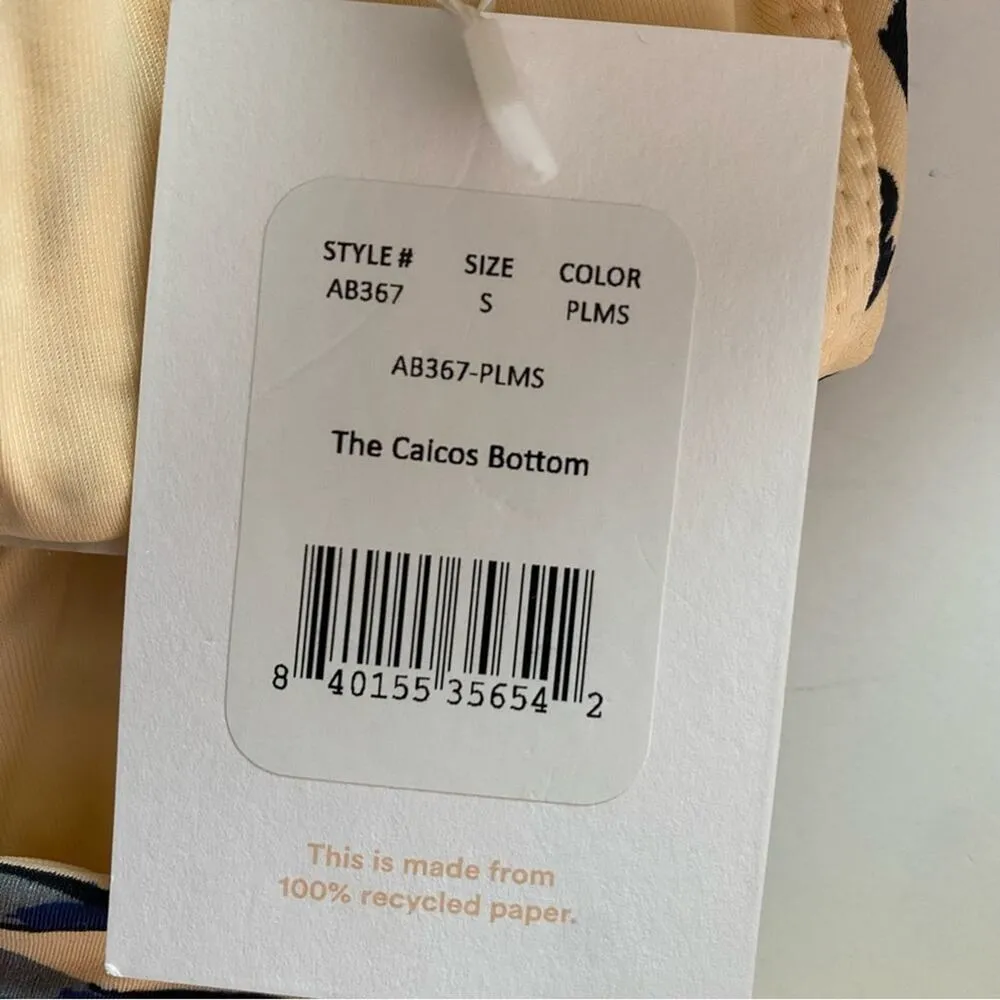 STYLE # SIZE COLOR
AB367 S PLMS
AB367-PLMS
The Caicos Bottom
8 40155 35654 2
This is made from
100% recycled paper.